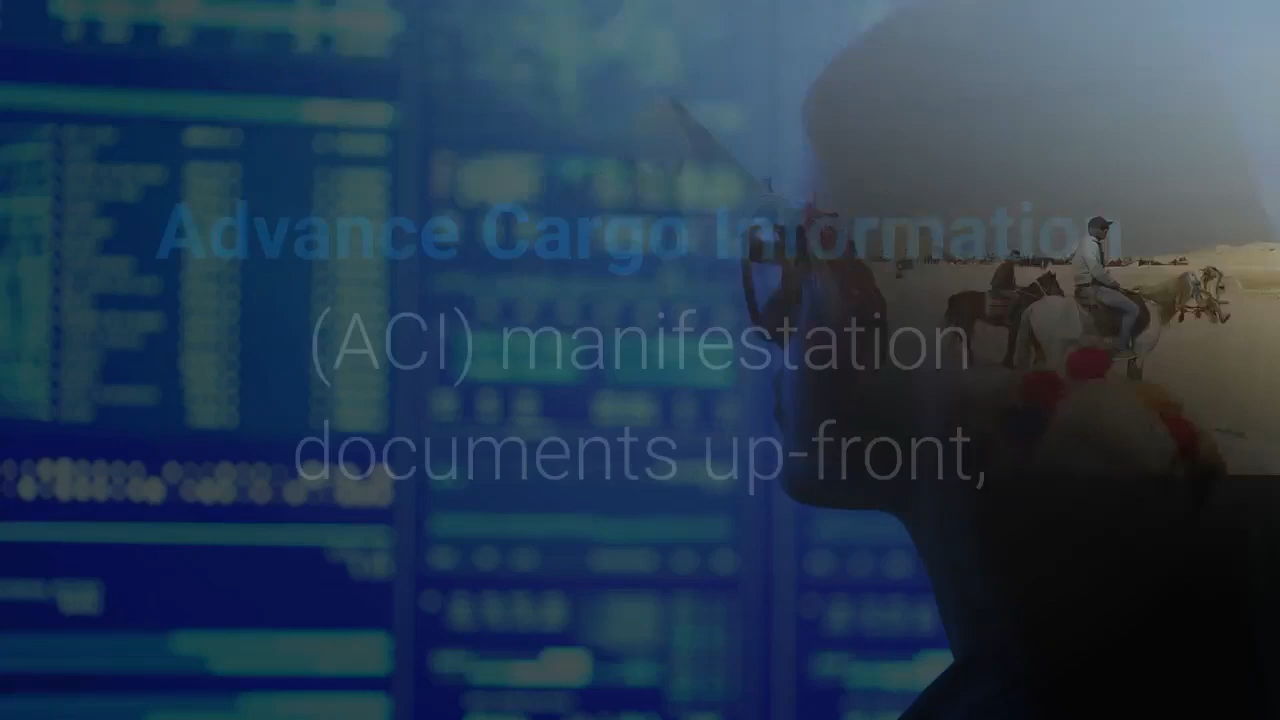 Advance Cargo Information
(ACI) manifestation
documents up-front,